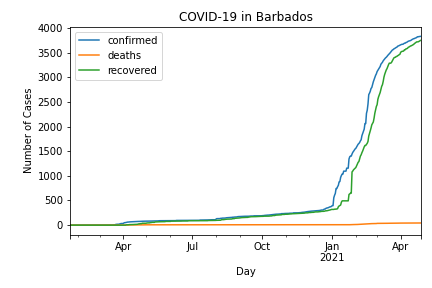 COVID-19 in Barbados
confirmed
deaths
recovered
Number of Cases
4000
3500
3000
2500
2000
1500
1000
500
0
Apr
Jul
Oct
Jan
2021
Apr
Day